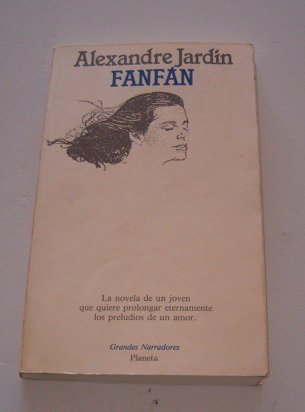 Alexandre Jardin
FANFÁN
La novela de un joven
que quiere prolongar eternamente
los preludios de un amor.
Grandes Narradores
Planeta